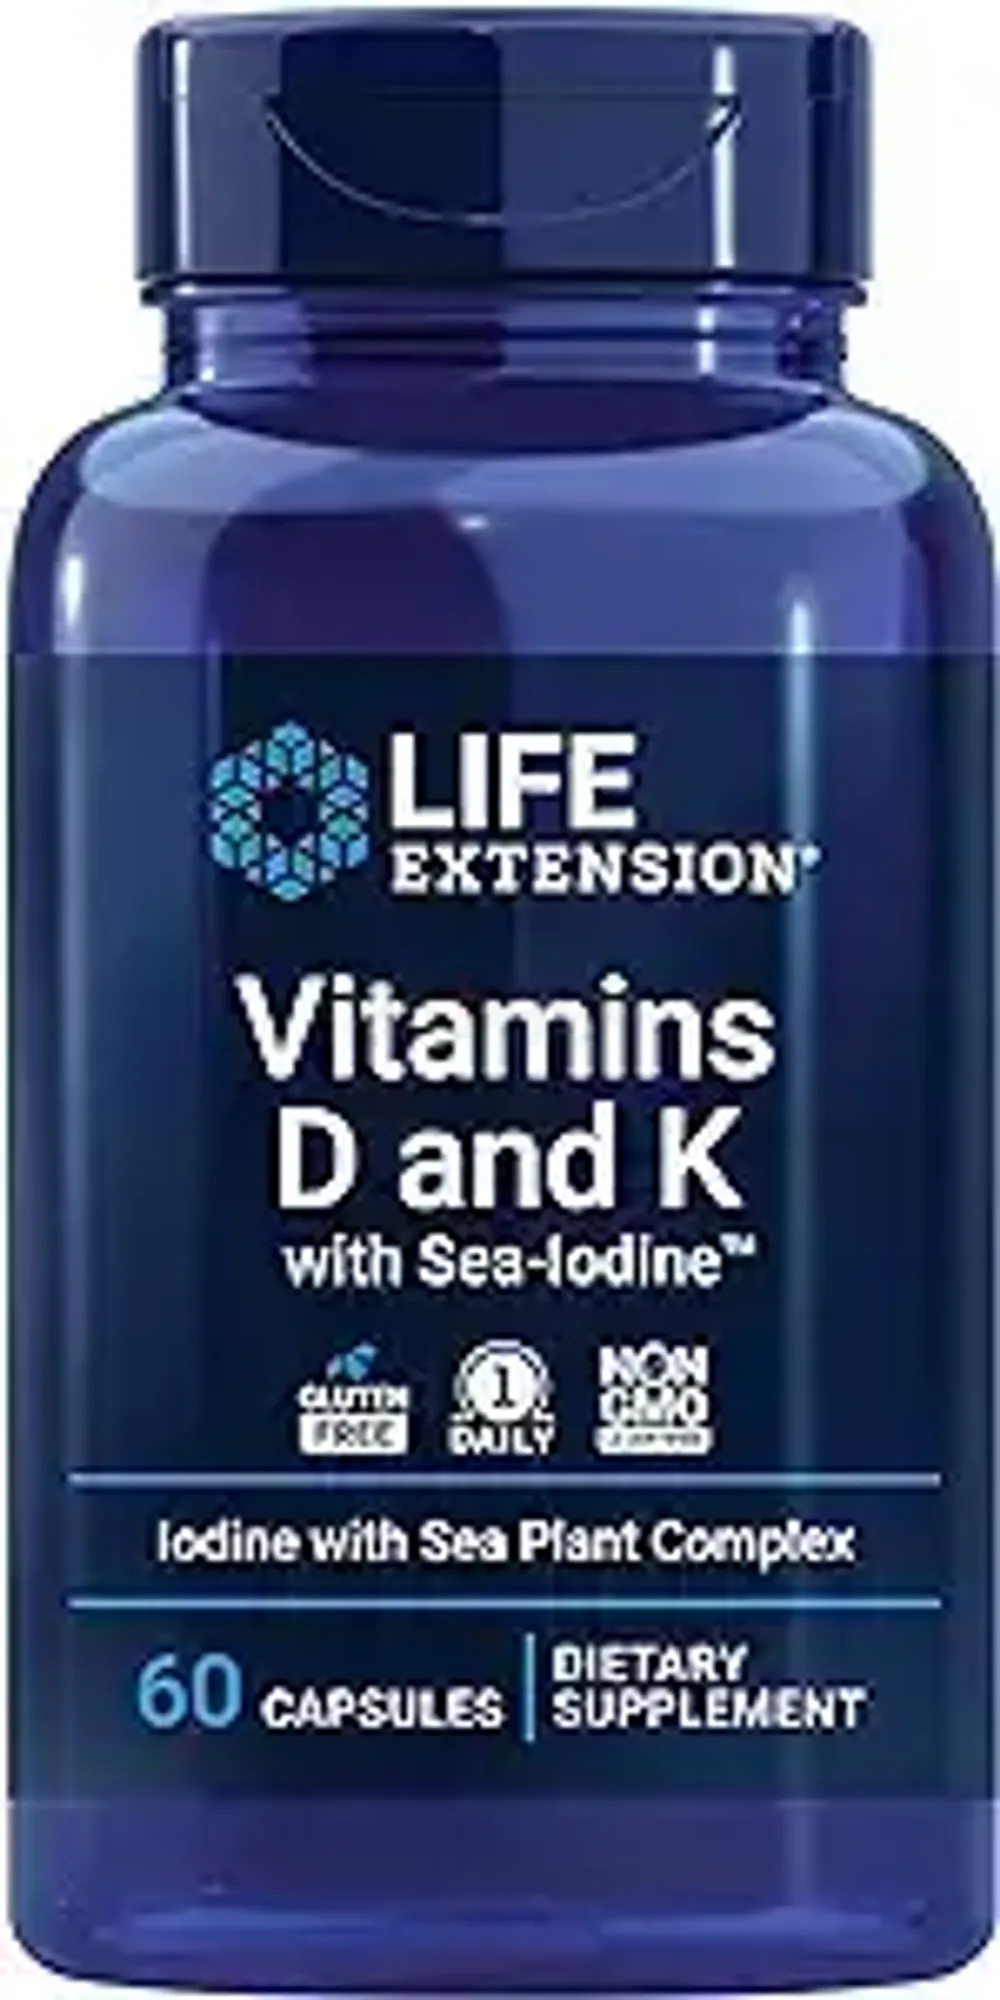 LIFE
EXTENSION
Vitamins
D and K
with Sea-Iodine™
GLUTEN
FREE
1
DAILY
NON
GMO
Iodine with Sea Plant Complex
60 CAPSULES
DIETARY
SUPPLEMENT